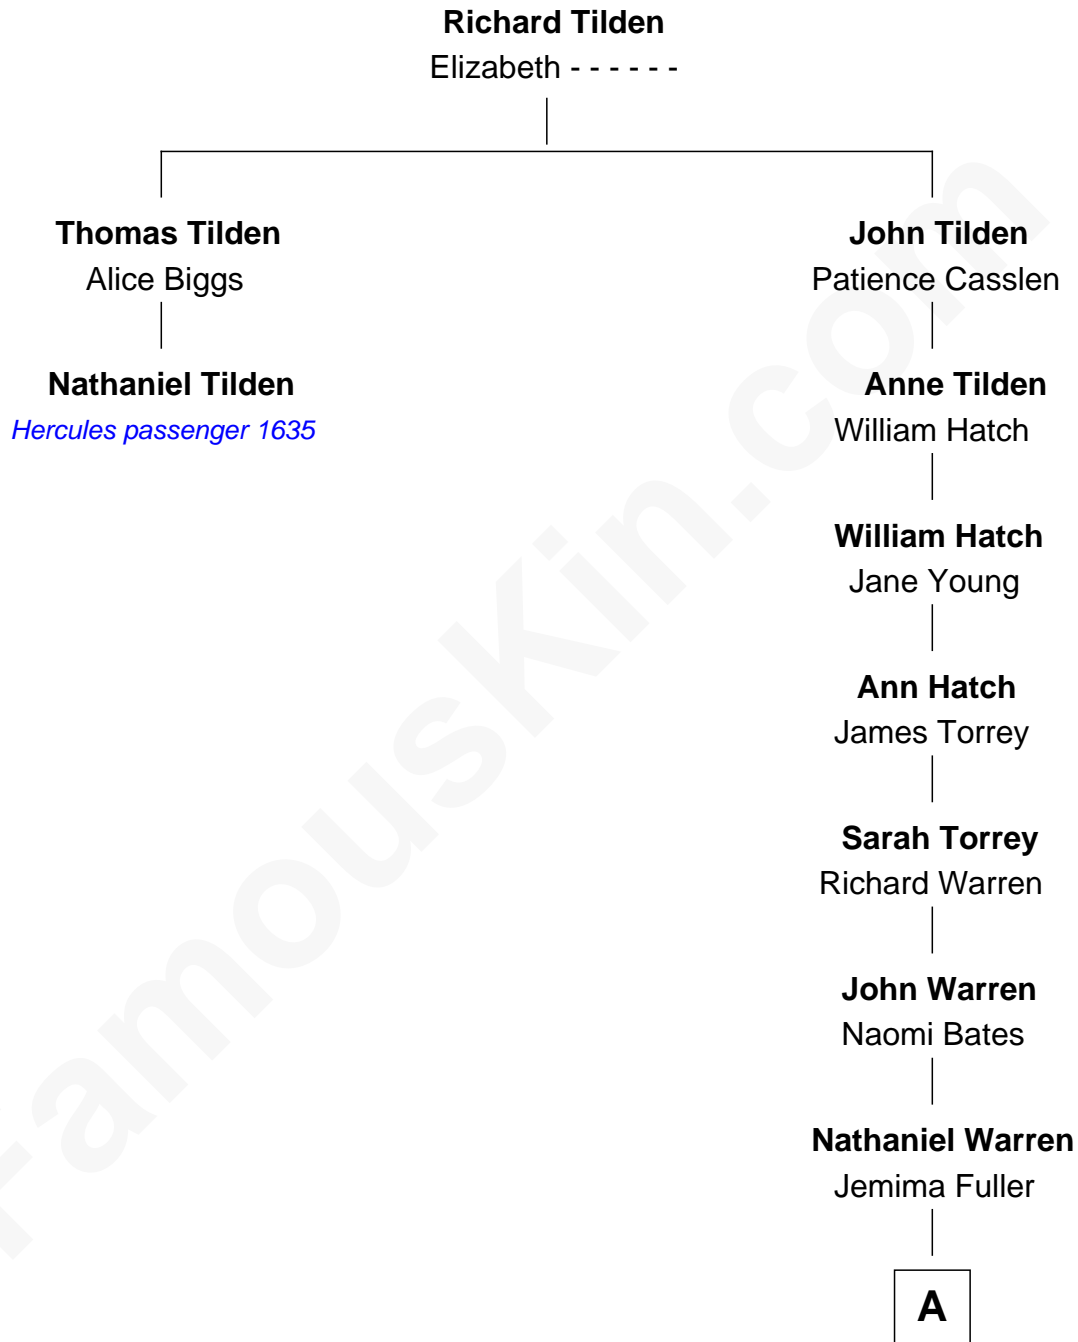 Richard Tilden
Elizabeth - - - - - -
Thomas Tilden
Alice Biggs
Nathaniel Tilden
Hercules passenger 1635
John Tilden
Patience Casslen
Anne Tilden
William Hatch
William Hatch
Jane Young
Ann Hatch
James Torrey
Sarah Torrey
Richard Warren
John Warren
Naomi Bates
Nathaniel Warren
Jemima Fuller
A
FamousKin.com